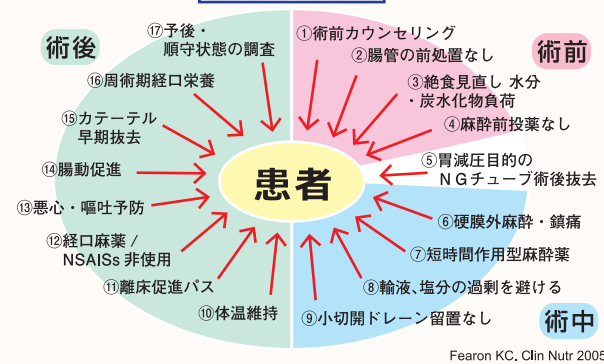 術後
術前
①術前カウンセリング
②腸管の前処置なし
③絶食見直し 水分
・炭水化物負荷
④麻酔前投薬なし
⑤胃減圧目的の
NGチューブ術後抜去
患者
⑥硬膜外麻酔・鎮痛
⑦短時間作用型麻酔薬
⑧輸液、塩分の過剰を避ける
⑨小切開ドレーン留置なし
術中
⑩体温維持
⑪離床促進パス
⑫経口麻薬 /
NSAISs 非使用
⑬悪心・嘔吐予防
⑭腸動促進
⑮カテーテル
早期抜去
⑯周術期経口栄養
⑰予後・
順守状態の調査
Fearon KC. Clin Nutr 2005